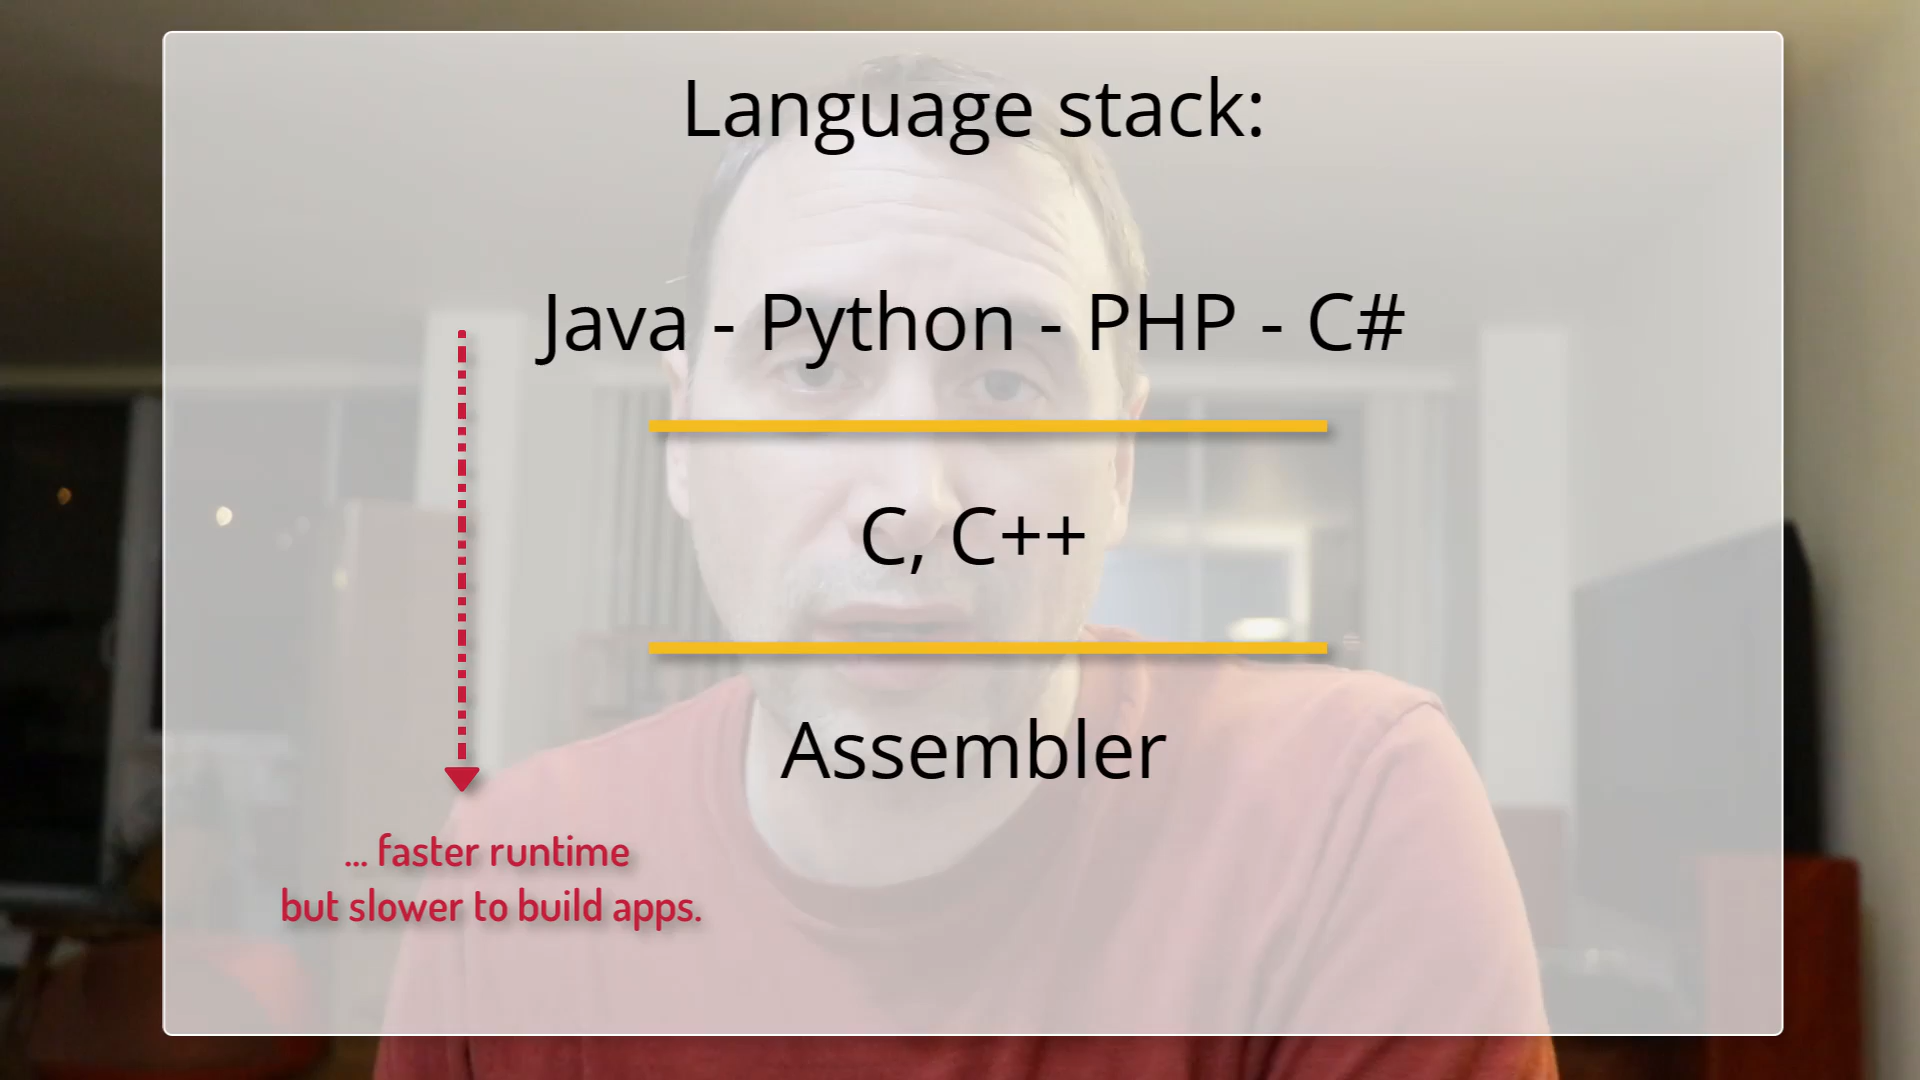 Language stack:
Java - Python - PHP - C#
C, C++
Assembler
... faster runtime
but slower to build apps.